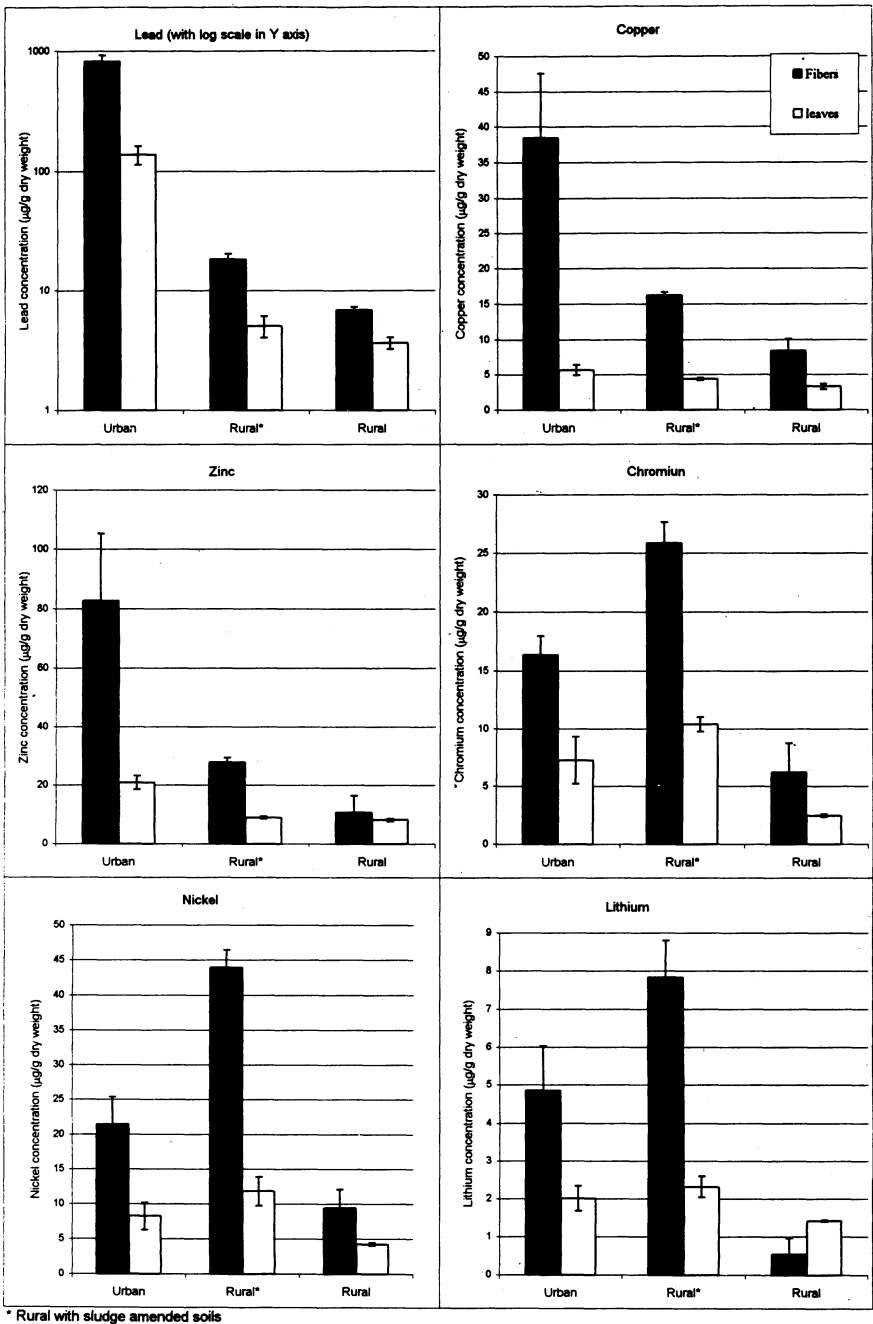 Lead (with log scale in Y axis)
Lead concentration (µg/g dry weight)
1000
100
10
1
Urban Rural* Rural
Copper
Copper concentration (µg/g dry weight)
50
45
40
35
30
25
20
15
10
5
0
Fibers
leaves
Urban Rural* Rural
Zinc
Zinc concentration (µg/g dry weight)
120
100
80
60
40
20
0
Urban Rural* Rural
Chromiun
Chromium concentration (µg/g dry weight)
30
25
20
15
10
5
0
Urban Rural* Rural
Nickel
Nickel concentration (µg/g dry weight)
50
45
40
35
30
25
20
15
10
5
0
Urban Rural* Rural
Lithium
Lithium concentration (µg/g dry weight)
9
8
7
6
5
4
3
2
1
0
Urban Rural* Rural
* Rural with sludge amended soils